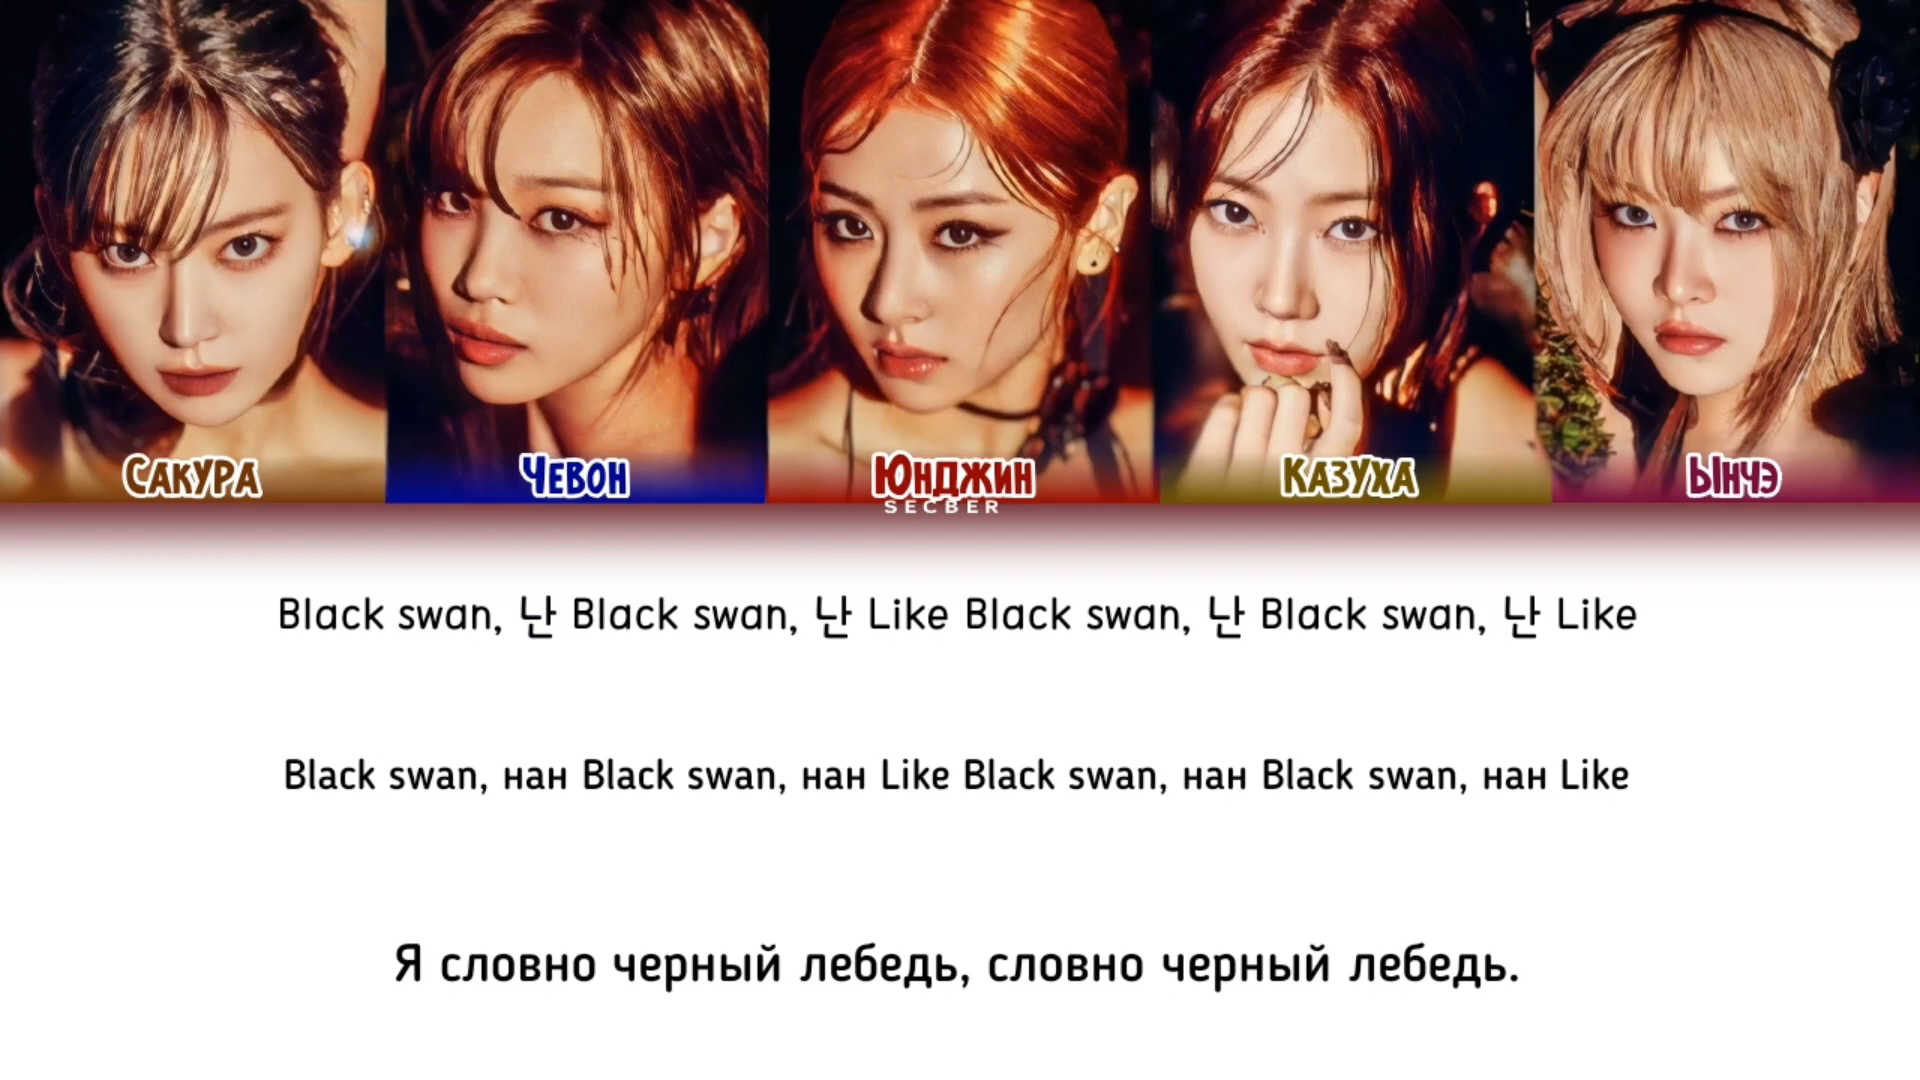 Сакура Чевон Юнджин Казуха Ынчэ
SECBER
Black swan, 난 Black swan, 난 Like Black swan, 난 Black swan, 난 Like
Black swan, нан Black swan, нан Like Black swan, нан Black swan, нан Like
Я словно черный лебедь, словно черный лебедь.